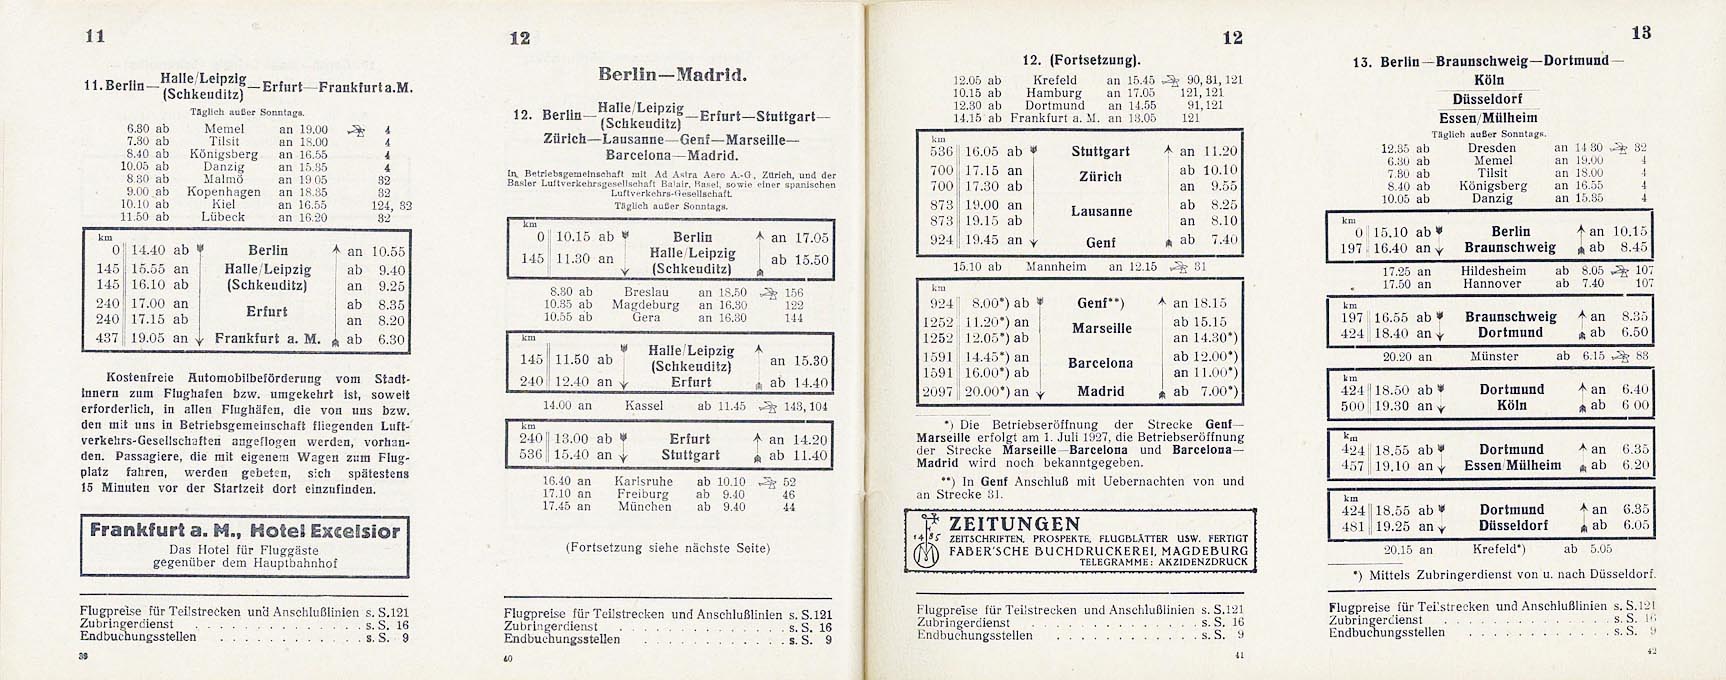 11
11. Berlin—Halle/Leipzig (Schkeuditz)—Erfurt—Frankfurt a. M.
Täglich außer Sonntags.
6.30 ab Memel an 19.00 4
7.30 ab Tilsit an 18.00 4
8.40 ab Königsberg an 16.55 4
10.05 ab Danzig an 15.35 4
8.30 ab Malmö an 19 05 32
9.00 ab Kopenhagen an 18.35 32
10.10 ab Kiel an 16.55 124, 32
11.50 ab Lübeck an 16.20 32
km
0 14.40 ab Berlin an 10.55
145 15.55 an Halle/Leipzig ab 9.40
145 16.10 ab (Schkeuditz) an 9.25
240 17.00 an Erfurt ab 8.35
240 17.15 ab an 8.20
437 19.05 an Frankfurt a. M. ab 6.30
Kostenfreie Automobilbeförderung vom Stadt-
innern zum Flughafen bzw. umgekehrt ist, soweit
erforderlich, in allen Flughäfen, die von uns bzw.
den mit uns in Betriebsgemeinschaft fliegenden Luft-
verkehrs-Gesellschaften angeflogen werden, vorhan-
den. Passagiere, die mit eigenem Wagen zum Flug-
platz fahren, werden gebeten, sich spätestens
15 Minuten vor der Startzeit dort einzufinden.
Frankfurt a. M., Hotel Excelsior
Das Hotel für Fluggäste
gegenüber dem Hauptbahnhof
Flugpreise für Teilstrecken und Anschlußlinien s. S. 121
Zubringerdienst . . . . . . . . . . . . . s. S. 16
Endbuchungsstellen . . . . . . . . . . . s. S. 9
39
12
Berlin—Madrid.
12. Berlin—Halle/Leipzig (Schkeuditz)—Erfurt—Stuttgart—
Zürich—Lausanne—Genf—Marseille—
Barcelona—Madrid.
In Betriebsgemeinschaft mit Ad Astra Aero A.-G., Zürich, und der
Basler Luftverkehrsgesellschaft Balair, Basel, sowie einer spanischen
Luftverkehrs-Gesellschaft.
Täglich außer Sonntags.
km
0 10.15 ab Berlin an 17.05
145 11.30 an Halle/Leipzig (Schkeuditz) ab 15.50
8.30 ab Breslau an 18.50 156
10.35 ab Magdeburg an 16.30 122
10.55 ab Gera an 16.30 144
km
145 11.50 ab Halle/Leipzig (Schkeuditz) an 15.30
240 12.40 an Erfurt ab 14.40
14.00 an Kassel ab 11.45 143, 104
km
240 13.00 ab Erfurt an 14.20
536 15.40 an Stuttgart ab 11.40
16.40 an Karlsruhe ab 10.10 52
17.10 an Freiburg ab 9.40 46
17.45 an München ab 9.40 44
(Fortsetzung siehe nächste Seite)
Flugpreise für Teilstrecken und Anschlußlinien s. S. 121
Zubringerdienst . . . . . . . . . . . . . s. S. 16
Endbuchungsstellen . . . . . . . . . . . s. S. 9
40
12
12. (Fortsetzung).
12.05 ab Krefeld an 15.45 90, 31, 121
10.15 ab Hamburg an 17.05 121, 121
12.30 ab Dortmund an 14.55 91, 121
14.15 ab Frankfurt a. M. an 13.05 121
km
536 16.05 ab Stuttgart an 11.20
700 17.15 an Zürich ab 10.10
700 17.30 ab an 9.55
873 19.00 an Lausanne ab 8.25
873 19.15 ab an 8.10
924 19.45 an Genf ab 7.40
15.10 ab Mannheim an 12.15 31
km
924 8.00*) ab Genf**) an 18.15
1252 11.20*) an Marseille ab 15.15
1252 12.05*) ab an 14.30*)
1591 14.45*) an Barcelona ab 12.00*)
1591 16.00*) ab an 11.00*)
2097 20.00*) an Madrid ab 7.00*)
*) Die Betriebseröffnung der Strecke Genf—
Marseille erfolgt am 1. Juli 1927, die Betriebseröffnung
der Strecke Marseille—Barcelona und Barcelona—
Madrid wird noch bekanntgegeben.
**) In Genf Anschluß mit Uebernachten von und
an Strecke 31.
1485
ZEITUNGEN
ZEITSCHRIFTEN, PROSPEKTE, FLUGBLÄTTER USW. FERTIGT
FABER'SCHE BUCHDRUCKEREI, MAGDEBURG
TELEGRAMME: AKZIDENZDRUCK
Flugpreise für Teilstrecken und Anschlußlinien s. S. 121
Zubringerdienst . . . . . . . . . . . . . s. S. 16
Endbuchungsstellen . . . . . . . . . . . s. S. 9
41
13
13. Berlin—Braunschweig—Dortmund—
Köln
Düsseldorf
Essen/Mülheim
Täglich außer Sonntags.
12.35 ab Dresden an 14 30 32
6.30 ab Memel an 19.00 4
7.30 ab Tilsit an 18.00 4
8.40 ab Königsberg an 16.55 4
10.05 ab Danzig an 15.35 4
km
0 15.10 ab Berlin an 10.15
197 16.40 an Braunschweig ab 8.45
17.25 an Hildesheim ab 8.05 107
17.50 an Hannover ab 7.40 107
km
197 16.55 ab Braunschweig an 8.35
424 18.40 an Dortmund ab 6.50
20.20 an Münster ab 6.15 83
km
424 18.50 ab Dortmund an 6.40
500 19.30 an Köln ab 6 00
km
424 18.55 ab Dortmund an 6.35
457 19.10 an Essen/Mülheim ab 6.20
km
424 18.55 ab Dortmund an 6.35
481 19.25 an Düsseldorf ab 6.05
20.15 an Krefeld*) ab 5.05
*) Mittels Zubringerdienst von u. nach Düsseldorf.
Flugpreise für Teilstrecken und Anschlußlinien s. S. 121
Zubringerdienst . . . . . . . . . . . . . s. S. 16
Endbuchungsstellen . . . . . . . . . . . s. S. 9
42